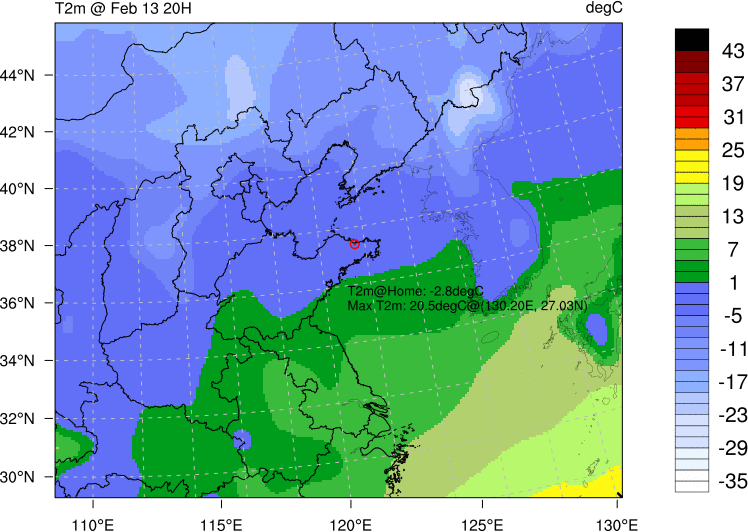 T2m @ Feb 13 20H
degC
44°N
42°N
40°N
38°N
36°N
34°N
32°N
30°N
T2m@Home: -2.8degC
Max T2m: 20.5degC@(130.20E, 27.03N)
110°E
115°E
120°E
125°E
130°E
43
37
31
25
19
13
7
1
-5
-11
-17
-23
-29
-35